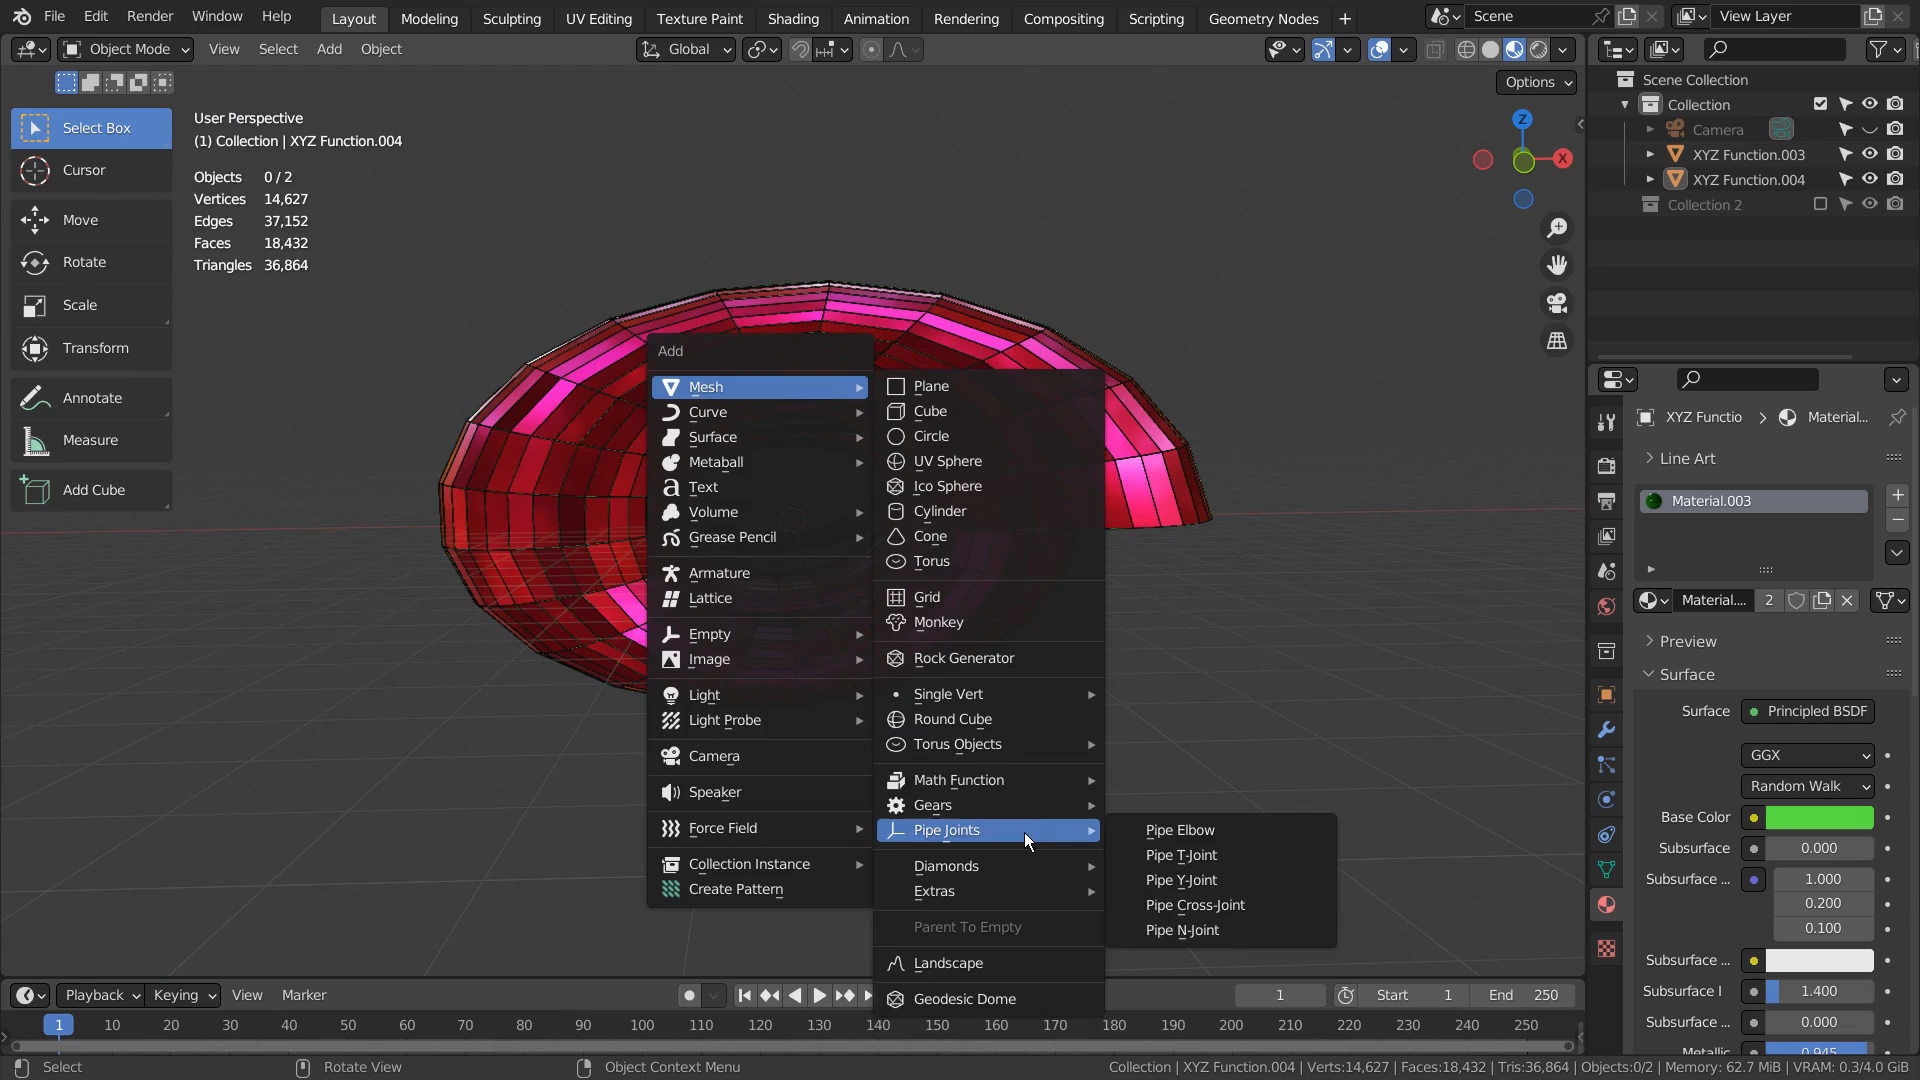 File Edit Render Window Help Layout Modeling Sculpting UV Editing Texture Paint Shading Animation Rendering Compositing Scripting Geometry Nodes + Scene View Layer
Object Mode View Select Add Object Global
Options
Select Box
Cursor
Move
Rotate
Scale
Transform
Annotate
Measure
Add Cube
User Perspective
(1) Collection | XYZ Function.004
Objects 0 / 2
Vertices 14,627
Edges 37,152
Faces 18,432
Triangles 36,864
Z
X
Add
Mesh
Curve
Surface
Metaball
Text
Volume
Grease Pencil
Armature
Lattice
Empty
Image
Light
Light Probe
Camera
Speaker
Force Field
Collection Instance
Create Pattern
Plane
Cube
Circle
UV Sphere
Ico Sphere
Cylinder
Cone
Torus
Grid
Monkey
Rock Generator
Single Vert
Round Cube
Torus Objects
Math Function
Gears
Pipe Joints
Diamonds
Extras
Parent To Empty
Landscape
Geodesic Dome
Pipe Elbow
Pipe T-Joint
Pipe Y-Joint
Pipe Cross-Joint
Pipe N-Joint
Scene Collection
Collection
Camera
XYZ Function.003
XYZ Function.004
Collection 2
XYZ Functio > Material...
Line Art
Material.003
Material.... 2
Preview
Surface
Surface Principled BSDF
GGX
Random Walk
Base Color
Subsurface 0.000
Subsurface ... 1.000
0.200
0.100
Subsurface ...
Subsurface I 1.400
Subsurface ... 0.000
Metallic 0.945
Playback Keying View Marker 1 Start 1 End 250
1 10 20 30 40 50 60 70 80 90 100 110 120 130 140 150 160 170 180 190 200 210 220 230 240 250
Select Rotate View Object Context Menu Collection | XYZ Function.004 | Verts:14,627 | Faces:18,432 | Tris:36,864 | Objects:0/2 | Memory: 62.7 MiB | VRAM: 0.3/4.0 GiB